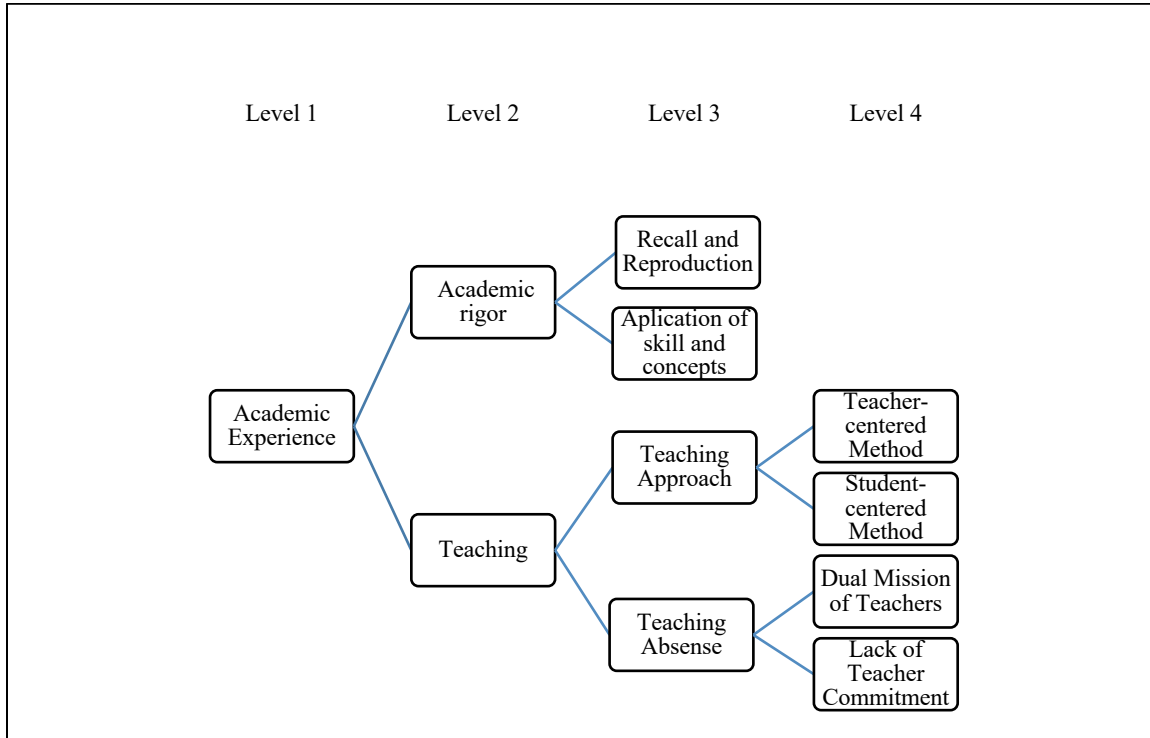 Level 1
Level 2
Level 3
Level 4
Academic
Experience
Academic
rigor
Teaching
Recall and
Reproduction
Aplication of
skill and
concepts
Teaching
Approach
Teaching
Absense
Teacher-
centered
Method
Student-
centered
Method
Dual Mission
of Teachers
Lack of
Teacher
Commitment